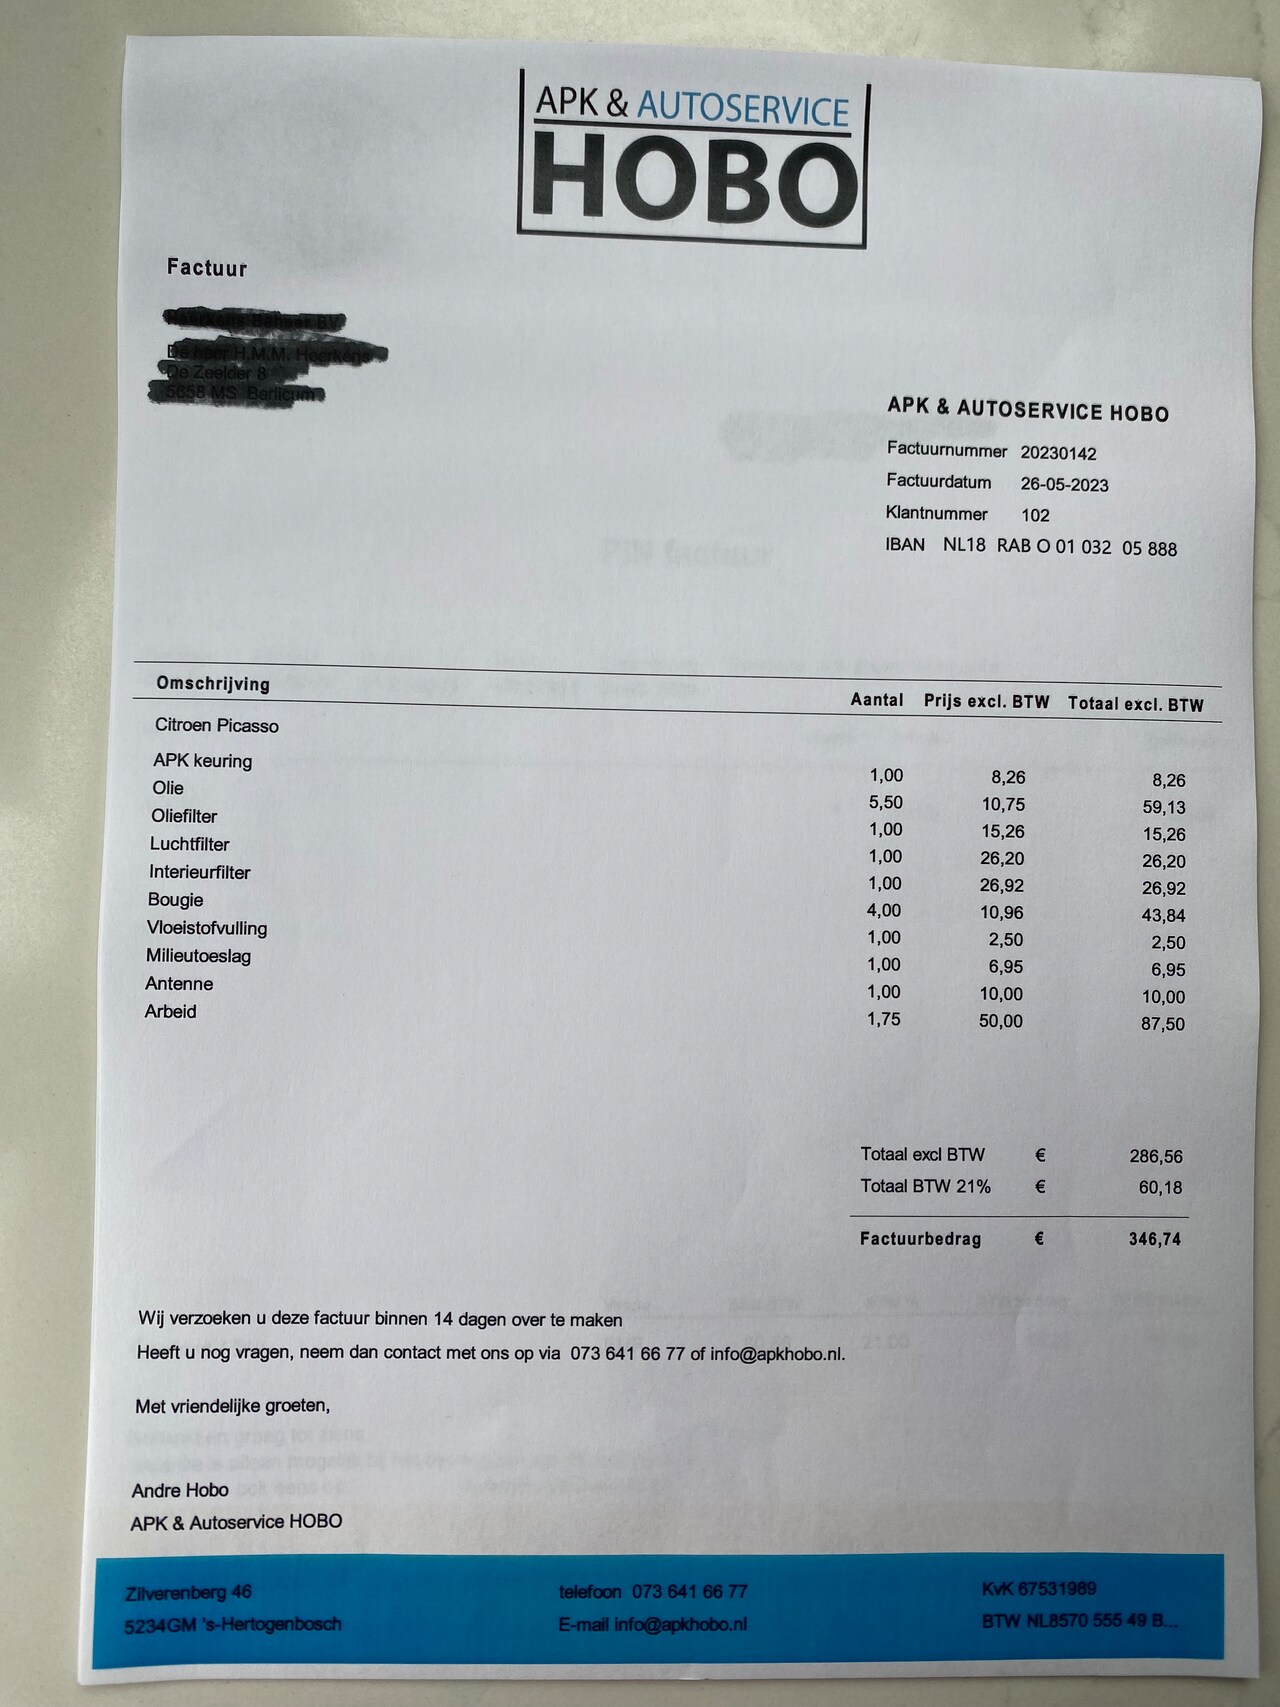 APK & AUTOSERVICE
HOBO
Factuur
APK & AUTOSERVICE HOBO
Factuurnummer 20230142
Factuurdatum 26-05-2023
Klantnummer 102
IBAN NL18 RAB O 01 032 05 888
Omschrijving Aantal Prijs excl. BTW Totaal excl. BTW
Citroen Picasso
APK keuring 1,00 8,26 8,26
Olie 5,50 10,75 59,13
Oliefilter 1,00 15,26 15,26
Luchtfilter 1,00 26,20 26,20
Interieurfilter 1,00 26,92 26,92
Bougie 4,00 10,96 43,84
Vloeistofvulling 1,00 2,50 2,50
Milieutoeslag 1,00 6,95 6,95
Antenne 1,00 10,00 10,00
Arbeid 1,75 50,00 87,50
Totaal excl BTW € 286,56
Totaal BTW 21% € 60,18
Factuurbedrag € 346,74
Wij verzoeken u deze factuur binnen 14 dagen over te maken
Heeft u nog vragen, neem dan contact met ons op via 073 641 66 77 of info@apkhobo.nl.
Met vriendelijke groeten,
Andre Hobo
APK & Autoservice HOBO
Zilverenberg 46 telefoon 073 641 66 77 KvK 67531989
5234GM 's-Hertogenbosch E-mail info@apkhobo.nl BTW NL8570 555 49 B...